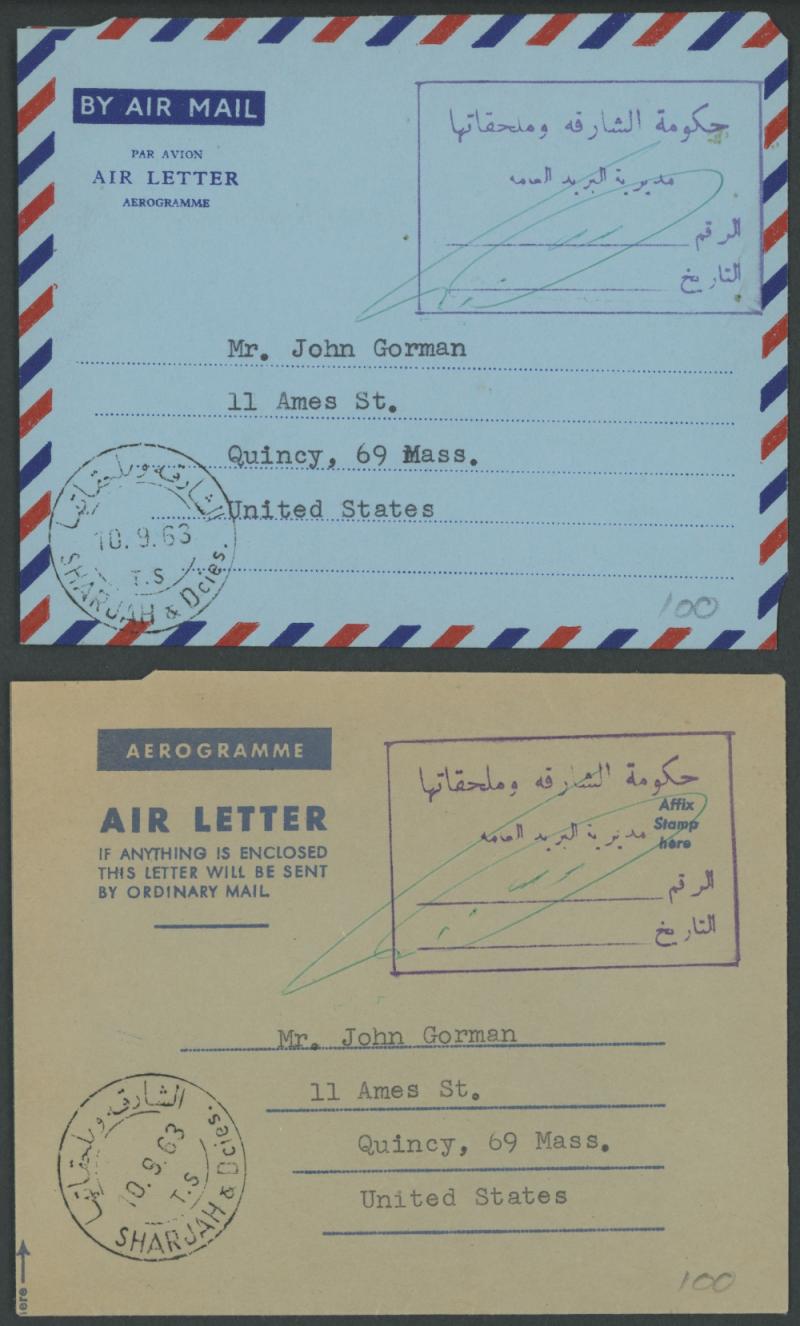 BY AIR MAIL
PAR AVION
AIR LETTER
AEROGRAMME
حكومة الشارقه وملحقاتها
مديرية البريد العامه
الرقم
التاريخ
Mr. John Gorman
11 Ames St.
Quincy, 69 Mass.
United States
الشارقه وملحقاتها
10.9.63
T.S
SHARJAH & Dcies.
100
AEROGRAMME
AIR LETTER
IF ANYTHING IS ENCLOSED
THIS LETTER WILL BE SENT
BY ORDINARY MAIL
حكومة الشارقه وملحقاتها
Affix
Stamp
here
مديرية البريد العامه
الرقم
التاريخ
Mr. John Gorman
11 Ames St.
Quincy, 69 Mass.
United States
الشارقه وملحقاتها
10.9.63
T.S
SHARJAH & Dcies.
ere
100